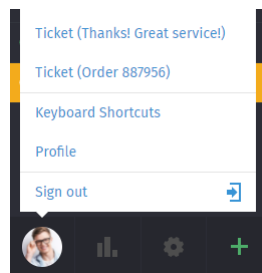 Ticket (Thanks! Great service!)
Ticket (Order 887956)
Keyboard Shortcuts
Profile
Sign out